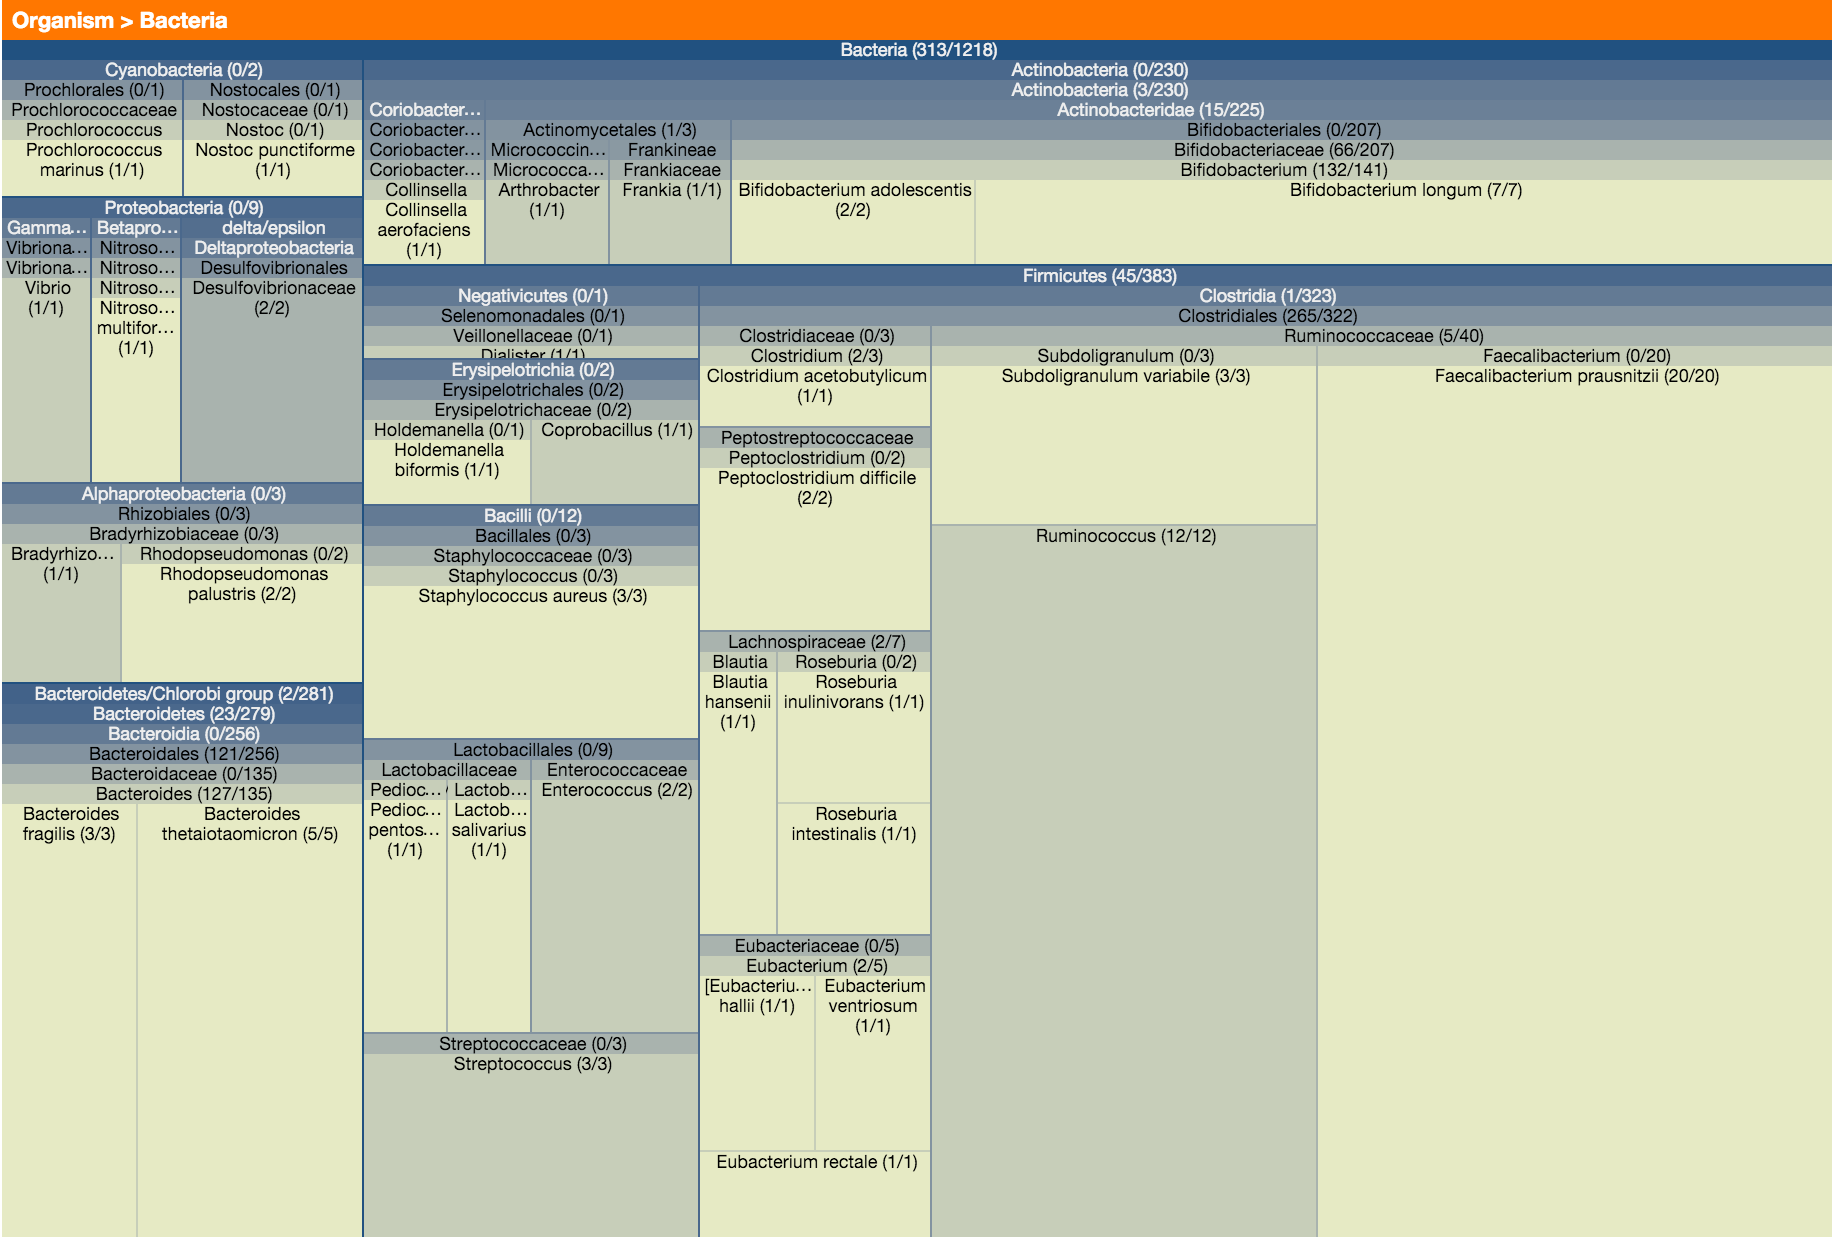 Organism > Bacteria
Bacteria (313/1218)
Cyanobacteria (0/2)
Prochlorales (0/1)
Nostocales (0/1)
Prochlorococcaceae
Nostocaceae (0/1)
Prochlorococcus
Nostoc (0/1)
Prochlorococcus
marinus (1/1)
Nostoc punctiforme
(1/1)
Proteobacteria (0/9)
Gamma...
Betapro...
delta/epsilon
Vibriona...
Nitroso...
Deltaproteobacteria
Vibriona...
Nitroso...
Desulfovibrionales
Vibrio
(1/1)
Nitroso...
Desulfovibrionaceae
(2/2)
Nitroso...
multifor...
(1/1)
Alphaproteobacteria (0/3)
Rhizobiales (0/3)
Bradyrhizobiaceae (0/3)
Bradyrhizo...
(1/1)
Rhodopseudomonas (0/2)
Rhodopseudomonas
palustris (2/2)
Bacteroidetes/Chlorobi group (2/281)
Bacteroidetes (23/279)
Bacteroidia (0/256)
Bacteroidales (121/256)
Bacteroidaceae (0/135)
Bacteroides (127/135)
Bacteroides
fragilis (3/3)
Bacteroides
thetaiotaomicron (5/5)
Actinobacteria (0/230)
Actinobacteria (3/230)
Coriobacter...
Actinobacteridae (15/225)
Coriobacter...
Actinomycetales (1/3)
Bifidobacteriales (0/207)
Coriobacter...
Micrococcin...
Frankineae
Bifidobacteriaceae (66/207)
Coriobacter...
Micrococca...
Frankiaceae
Bifidobacterium (132/141)
Collinsella
Arthrobacter
(1/1)
Frankia (1/1)
Bifidobacterium adolescentis
(2/2)
Bifidobacterium longum (7/7)
Collinsella
aerofaciens
(1/1)
Firmicutes (45/383)
Negativicutes (0/1)
Selenomonadales (0/1)
Veillonellaceae (0/1)
Dialister (1/1)
Erysipelotrichia (0/2)
Erysipelotrichales (0/2)
Erysipelotrichaceae (0/2)
Holdemanella (0/1)
Coprobacillus (1/1)
Holdemanella
biformis (1/1)
Bacilli (0/12)
Bacillales (0/3)
Staphylococcaceae (0/3)
Staphylococcus (0/3)
Staphylococcus aureus (3/3)
Lactobacillales (0/9)
Lactobacillaceae
Enterococcaceae
Pedioc...
Lactob...
Enterococcus (2/2)
Pedioc...
pentos...
(1/1)
Lactob...
salivarius
(1/1)
Streptococcaceae (0/3)
Streptococcus (3/3)
Clostridia (1/323)
Clostridiales (265/322)
Clostridiaceae (0/3)
Clostridium (2/3)
Clostridium acetobutylicum
(1/1)
Peptostreptococcaceae
Peptoclostridium (0/2)
Peptoclostridium difficile
(2/2)
Lachnospiraceae (2/7)
Blautia
Roseburia (0/2)
Blautia
hansenii
(1/1)
Roseburia
inulinivorans (1/1)
Roseburia
intestinalis (1/1)
Eubacteriaceae (0/5)
Eubacterium (2/5)
[Eubacteriu...
hallii (1/1)
Eubacterium
ventriosum
(1/1)
Eubacterium rectale (1/1)
Ruminococcaceae (5/40)
Subdoligranulum (0/3)
Faecalibacterium (0/20)
Subdoligranulum variabile (3/3)
Faecalibacterium prausnitzii (20/20)
Ruminococcus (12/12)